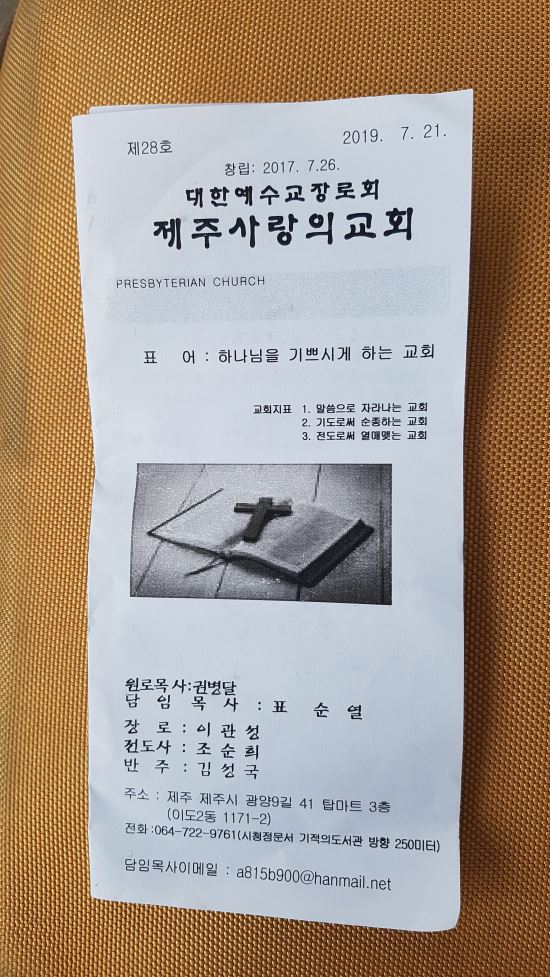 제28호
2019. 7. 21.
창립: 2017. 7.26.
대한예수교장로회
제주사랑의교회
PRESBYTERIAN CHURCH
표 어 : 하나님을 기쁘시게 하는 교회
교회지표 1. 말씀으로 자라나는 교회
2. 기도로써 순종하는 교회
3. 전도로써 열매맺는 교회
원로목사:권병달
담 임 목 사 : 표 순 열
장 로 : 이 관 성
전도사 : 조 순 희
반 주 : 김 성 국
주소 : 제주 제주시 광양9길 41 탑마트 3층
(이도2동 1171-2)
전화 :064-722-9761(시청정문서 기적의도서관 방향 250미터)
담임목사이메일 : a815b900@hanmail.net